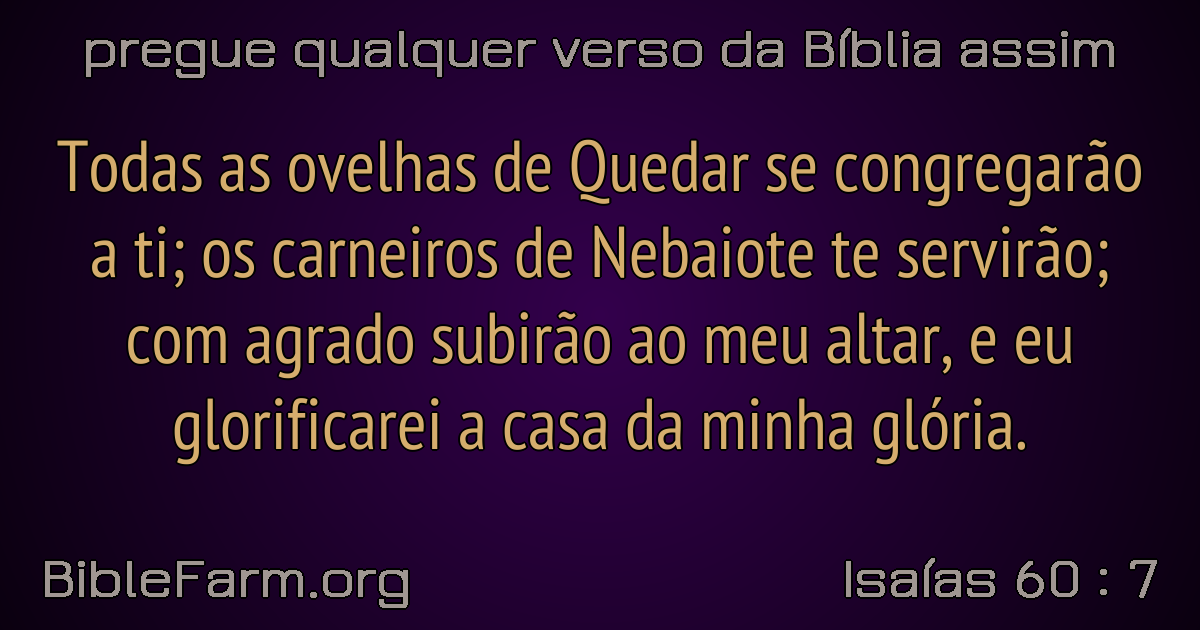 pregue qualquer verso da Bíblia assim
Todas as ovelhas de Quedar se congregarão
a ti; os carneiros de Nebaiote te servirão;
com agrado subirão ao meu altar, e eu
glorificarei a casa da minha glória.
BibleFarm.org
Isaías 60 : 7